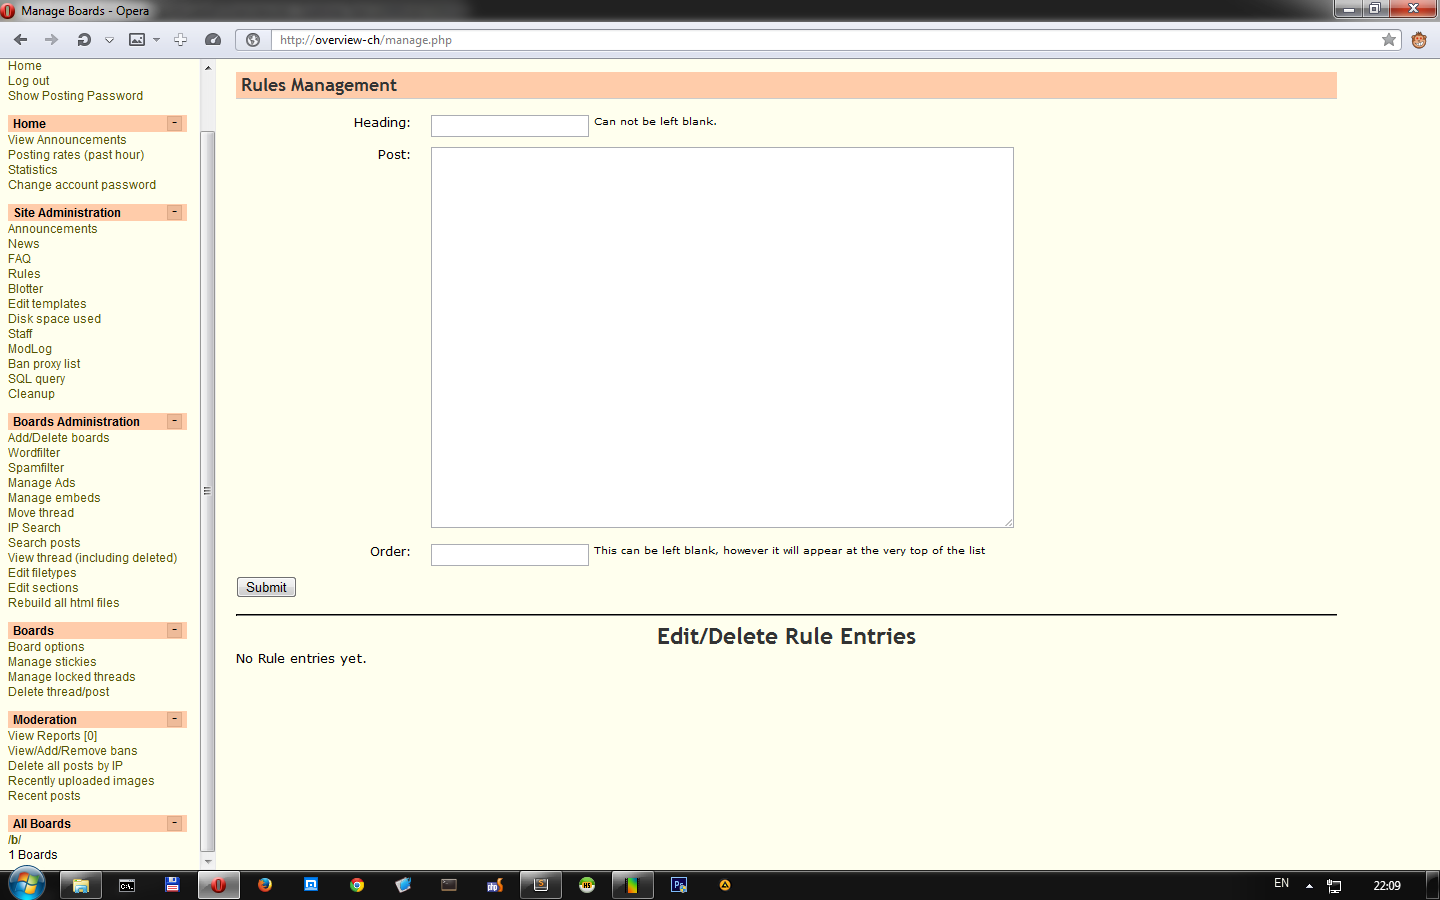 Manage Boards - Opera
http://overview-ch/manage.php
Home
Log out
Show Posting Password
Home -
View Announcements
Posting rates (past hour)
Statistics
Change account password
Site Administration -
Announcements
News
FAQ
Rules
Blotter
Edit templates
Disk space used
Staff
ModLog
Ban proxy list
SQL query
Cleanup
Boards Administration -
Add/Delete boards
Wordfilter
Spamfilter
Manage Ads
Manage embeds
Move thread
IP Search
Search posts
View thread (including deleted)
Edit filetypes
Edit sections
Rebuild all html files
Boards -
Board options
Manage stickies
Manage locked threads
Delete thread/post
Moderation -
View Reports [0]
View/Add/Remove bans
Delete all posts by IP
Recently uploaded images
Recent posts
All Boards -
/b/
1 Boards
Rules Management
Heading: Can not be left blank.
Post:
Order: This can be left blank, however it will appear at the very top of the list
Submit
Edit/Delete Rule Entries
No Rule entries yet.
C:\. php S HS Ps EN 22:09